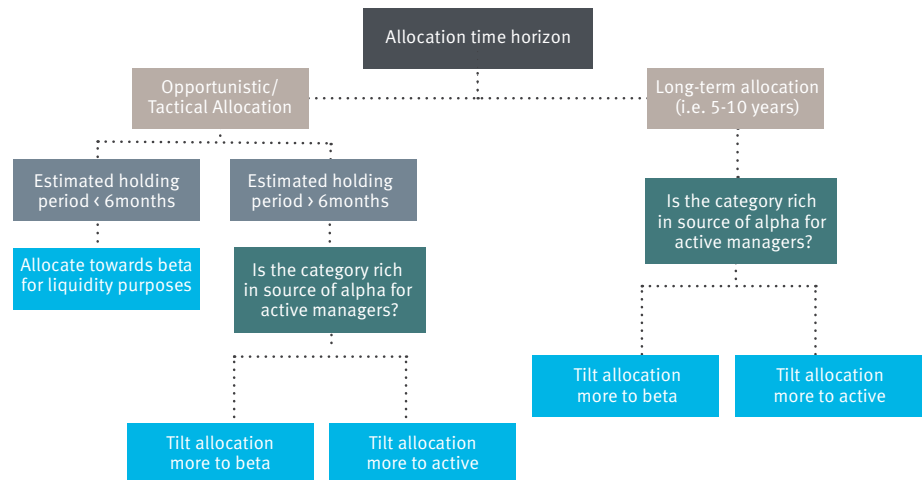 Allocation time horizon
Opportunistic/
Tactical Allocation
Long-term allocation
(i.e. 5-10 years)
Estimated holding
period < 6months
Estimated holding
period > 6months
Is the category rich
in source of alpha for
active managers?
Allocate towards beta
for liquidity purposes
Is the category rich
in source of alpha for
active managers?
Tilt allocation
more to beta
Tilt allocation
more to active
Tilt allocation
more to beta
Tilt allocation
more to active